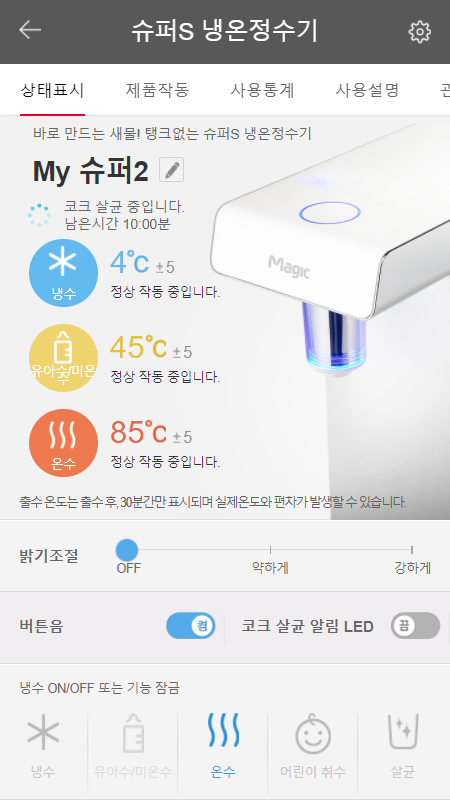 슈퍼S 냉온정수기
상태표시 제품작동 사용통계 사용설명
바로 만드는 새물! 탱크없는 슈퍼S 냉온정수기
My 슈퍼2
코크 살균 중입니다.
남은시간 10:00분
Magic
냉수
4℃ ±5
정상 작동 중입니다.
유아수/미온수
45℃ ±5
정상 작동 중입니다.
온수
85℃ ±5
정상 작동 중입니다.
출수 온도는 출수 후, 30분간만 표시되며 실제온도와 편차가 발생할 수 있습니다.
밝기조절
OFF 약하게 강하게
버튼음 켬 코크 살균 알림 LED 끔
냉수 ON/OFF 또는 기능 잠금
냉수 유아수/미온수 온수 어린이 취수 살균